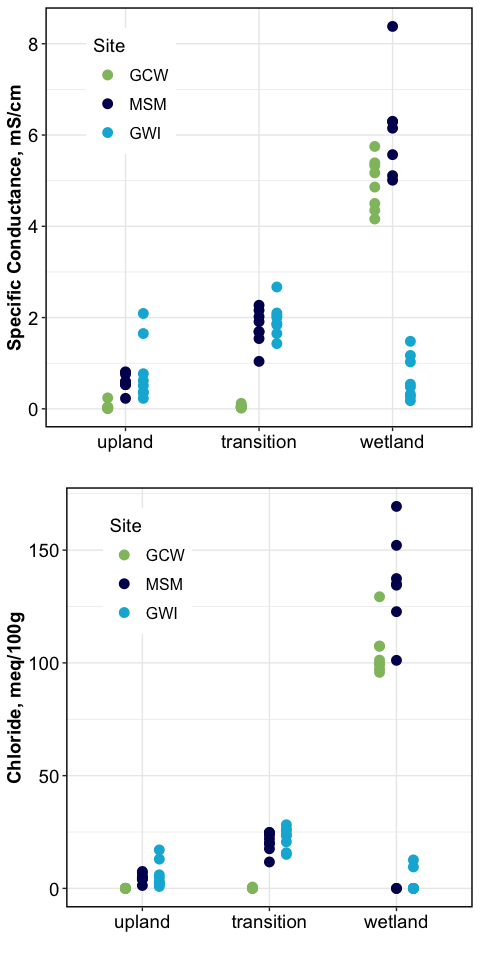 Specific Conductance, mS/cm
8
6
4
2
0
Site
GCW
MSM
GWI
upland transition wetland
Chloride, meq/100g
150
100
50
0
Site
GCW
MSM
GWI
upland transition wetland